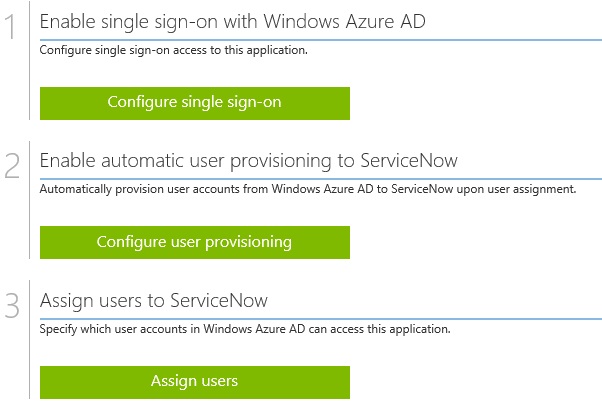 1
Enable single sign-on with Windows Azure AD
Configure single sign-on access to this application.
Configure single sign-on
2
Enable automatic user provisioning to ServiceNow
Automatically provision user accounts from Windows Azure AD to ServiceNow upon user assignment.
Configure user provisioning
3
Assign users to ServiceNow
Specify which user accounts in Windows Azure AD can access this application.
Assign users